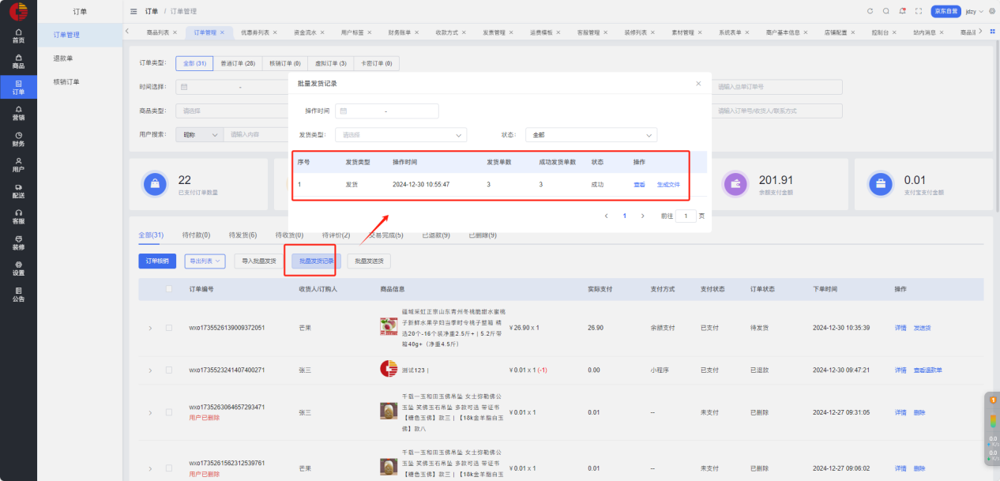 订单
订单 / 订单管理
京东自营 jdzy
首页
商品
订单
营销
财务
用户
配送
客服
装修
设置
公告
订单管理
退款单
核销订单
商品列表 × 订单管理 × 优惠券列表 × 资金流水 × 用户标签 × 财务账单 × 收款方式 × 发票管理 × 运费模板 × 客服管理 × 装修列表 × 素材管理 × 系统表单 × 商户基本信息 × 店铺配置 × 控制台 × 站内消息 ×
订单类型: 全部 (31) 普通订单 (28) 核销订单 (0) 虚拟订单 (3) 卡密订单 (0)
时间选择: -
请输入总单订单号
商品类型: 请选择
请输入订单号/收货人/联系方式
用户搜索: 昵称 请输入内容
批量发货记录 ×
操作时间 -
发货类型: 请选择 状态: 全部
序号 发货类型 操作时间 发货单数 成功发货单数 状态 操作
1 发货 2024-12-30 10:55:47 3 3 成功 查看 生成文件
< 1 > 前往 1 页
22
已支付订单数量
201.91
余额支付金额
0.01
支付宝支付金额
全部(31) 待付款(0) 待发货(6) 待收货(0) 待评价(2) 交易完成(5) 已退款(9) 已删除(9)
订单核销 导出列表 导入批量发货 批量发货记录 批量发送货
订单编号 收货人/订购人 商品信息 实际支付 支付方式 支付状态 订单状态 下单时间 操作
wxo1735526139009372051 芒果
疆域采虹正宗山东青州冬桃脆甜水蜜桃
子新鲜水果孕妇当季时令桃子整箱 精
选20个-16个装净重2.5斤+ | 5.2斤带
箱40g+（净重4.5斤）
¥ 26.90 x 1 26.90 余额支付 已支付 待发货 2024-12-30 10:35:39 详情 发送货
wxo1735523241407400271 张三 测试123 | ¥ 0.01 x 1 (-1) 0.00 小程序 已支付 已退款 2024-12-30 09:47:21 详情 查看退款单
wxo1735263064657293471
用户已删除
张三
千载一玉和田玉佛吊坠 女士弥勒佛公
玉坠 笑佛玉石吊坠 多款可选 带证书
【糖色玉佛】款三 | 【18k金羊脂白玉
佛】款八
¥ 0.01 x 1 0.01 -- 未支付 已删除 2024-12-27 09:31:05 详情 删除
wxo1735261562312539761
用户已删除
芒果
千载一玉和田玉佛吊坠 女士弥勒佛公
玉坠 笑佛玉石吊坠 多款可选 带证书
【糖色玉佛】款三 | 【18k金羊脂白玉
¥ 0.01 x 1 0.01 -- 未支付 已删除 2024-12-27 09:06:02 详情 删除
0.0
0.0